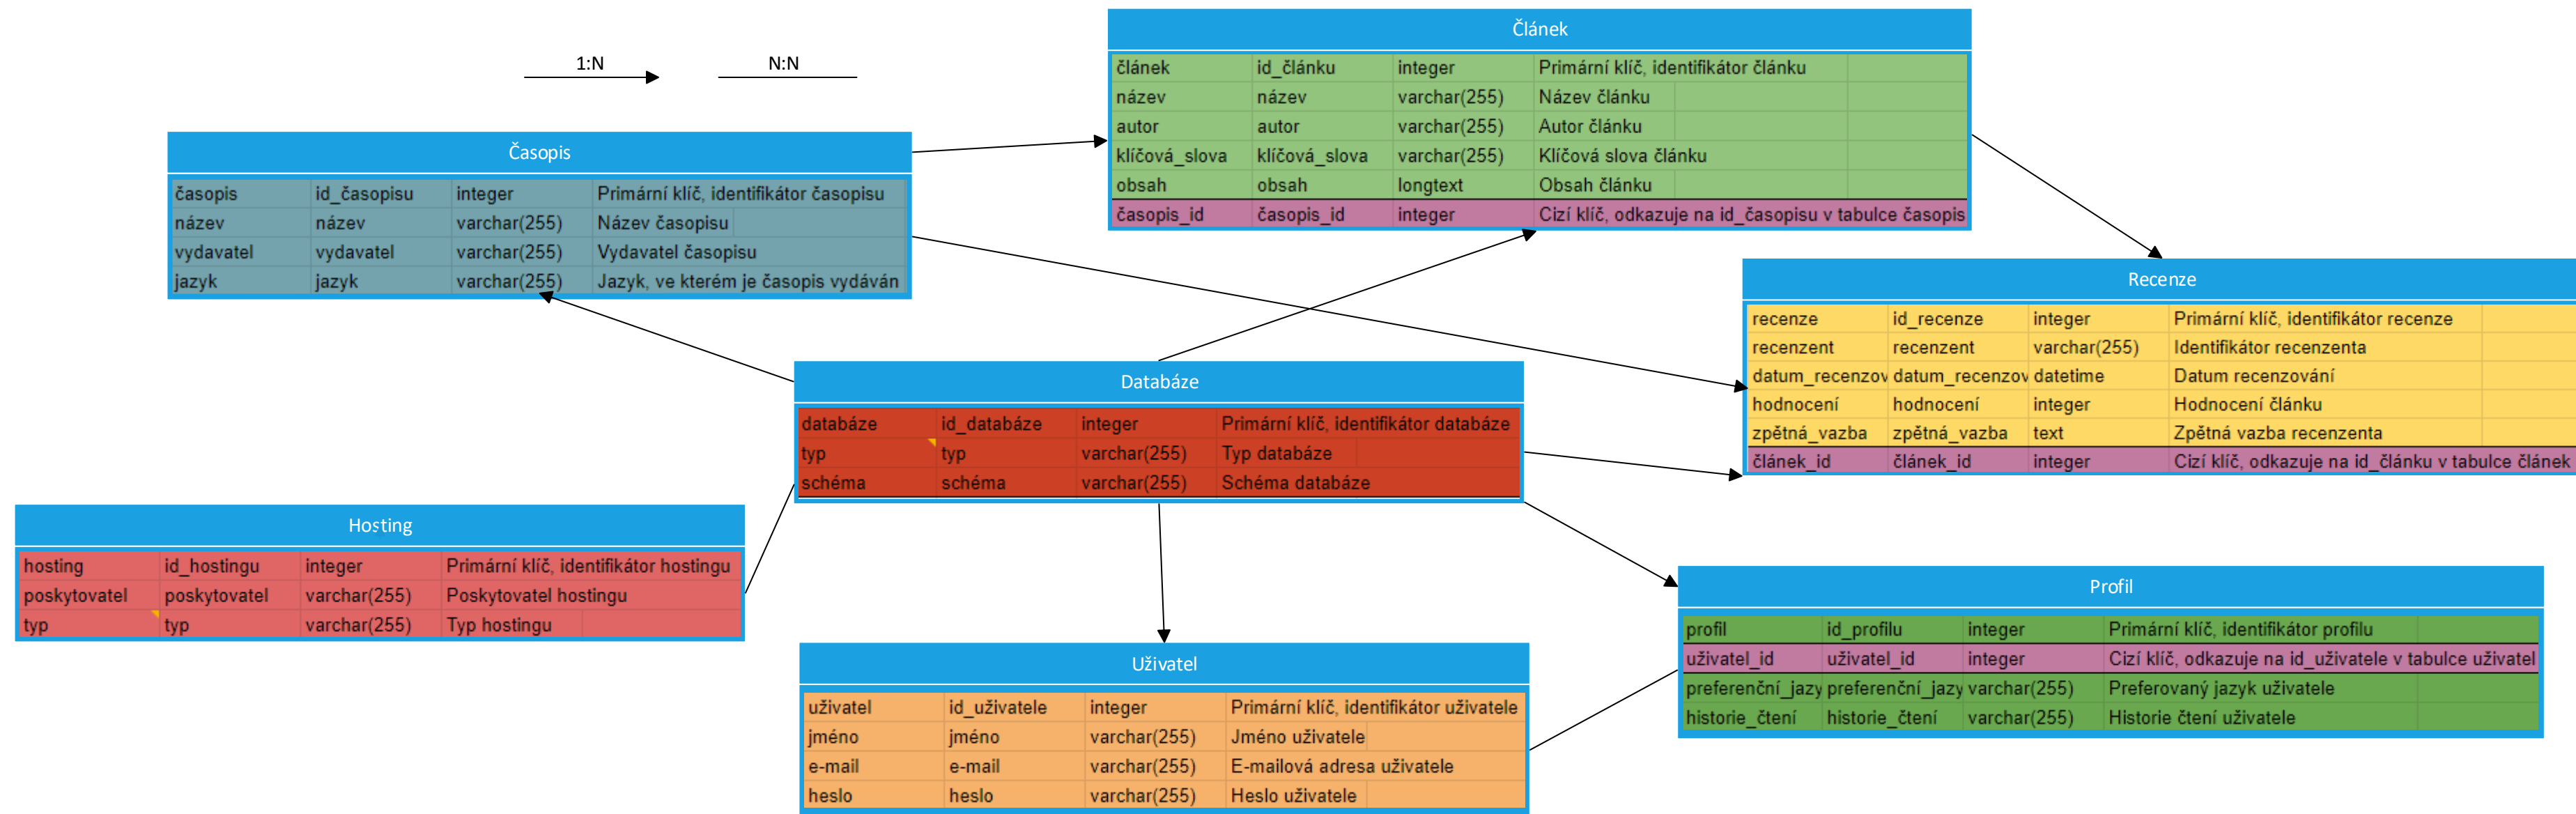 1:N
N:N
Článek
článek id_článku integer Primární klíč, identifikátor článku
název název varchar(255) Název článku
autor autor varchar(255) Autor článku
klíčová_slova klíčová_slova varchar(255) Klíčová slova článku
obsah obsah longtext Obsah článku
časopis_id časopis_id integer Cizí klíč, odkazuje na id_časopisu v tabulce časopis
Časopis
časopis id_časopisu integer Primární klíč, identifikátor časopisu
název název varchar(255) Název časopisu
vydavatel vydavatel varchar(255) Vydavatel časopisu
jazyk jazyk varchar(255) Jazyk, ve kterém je časopis vydáván
Recenze
recenze id_recenze integer Primární klíč, identifikátor recenze
recenzent recenzent varchar(255) Identifikátor recenzenta
datum_recenzov datum_recenzov datetime Datum recenzování
hodnocení hodnocení integer Hodnocení článku
zpětná_vazba zpětná_vazba text Zpětná vazba recenzenta
článek_id článek_id integer Cizí klíč, odkazuje na id_článku v tabulce článek
Databáze
databáze id_databáze integer Primární klíč, identifikátor databáze
typ typ varchar(255) Typ databáze
schéma schéma varchar(255) Schéma databáze
Hosting
hosting id_hostingu integer Primární klíč, identifikátor hostingu
poskytovatel poskytovatel varchar(255) Poskytovatel hostingu
typ typ varchar(255) Typ hostingu
Profil
profil id_profilu integer Primární klíč, identifikátor profilu
uživatel_id uživatel_id integer Cizí klíč, odkazuje na id_uživatele v tabulce uživatel
preferenční_jazy preferenční_jazy varchar(255) Preferovaný jazyk uživatele
historie_čtení historie_čtení varchar(255) Historie čtení uživatele
Uživatel
uživatel id_uživatele integer Primární klíč, identifikátor uživatele
jméno jméno varchar(255) Jméno uživatele
e-mail e-mail varchar(255) E-mailová adresa uživatele
heslo heslo varchar(255) Heslo uživatele